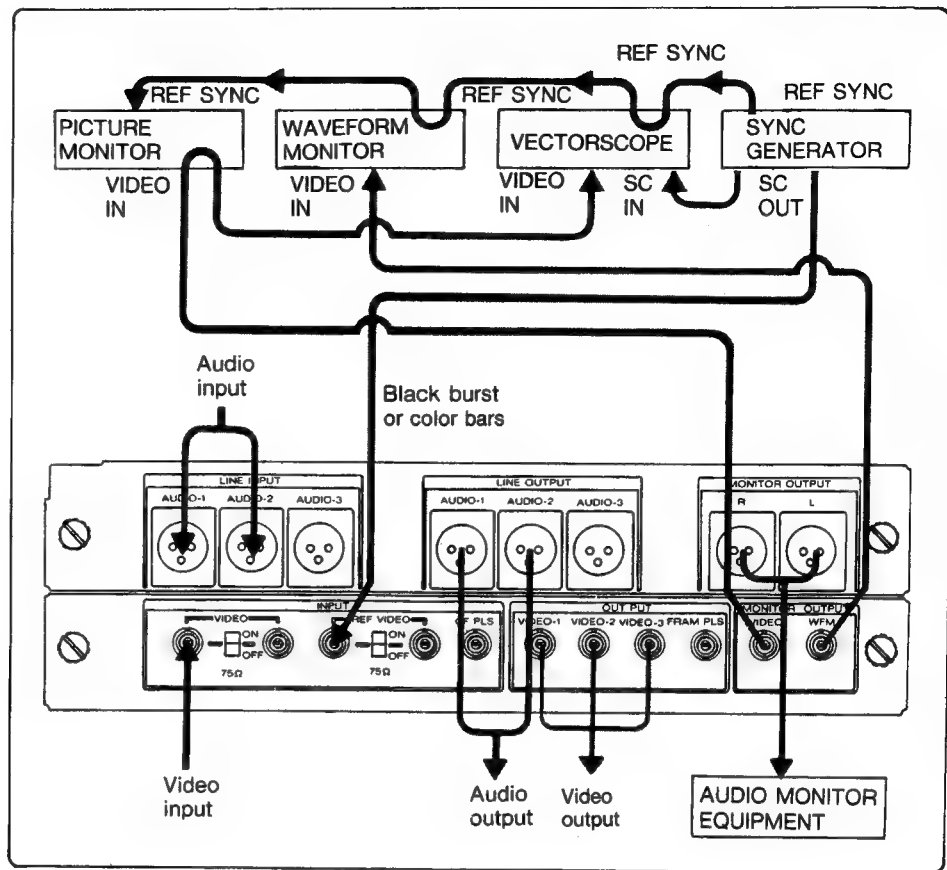 REF SYNC
REF SYNC
REF SYNC
REF SYNC
PICTURE
MONITOR
WAVEFORM
MONITOR
VECTORSCOPE
SYNC
GENERATOR
VIDEO
IN
VIDEO
IN
VIDEO
IN
SC
IN
SC
OUT
Audio
input
Black burst
or color bars
LINE INPUT
AUDIO-1 AUDIO-2 AUDIO-3
LINE OUTPUT
AUDIO-1 AUDIO-2 AUDIO-3
MONITOR OUTPUT
R L
INPUT
VIDEO
ON
OFF
75Ω
REF VIDEO
ON
OFF
75Ω
CF PLS
OUT PUT
VIDEO-1 VIDEO-2 VIDEO-3 FRAM PLS
MONITOR OUTPUT
VIDEO WFM
Video
input
Audio
output
Video
output
AUDIO MONITOR
EQUIPMENT